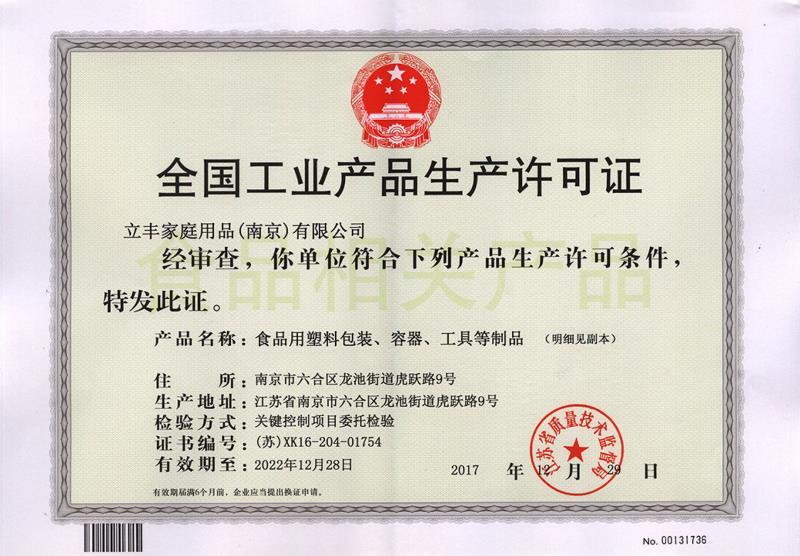 全国工业产品生产许可证
立丰家庭用品(南京)有限公司
食品相关产品
经审查，你单位符合下列产品生产许可条件，
特发此证。
产品名称：食品用塑料包装、容器、工具等制品 （明细见副本）
住 所：南京市六合区龙池街道虎跃路9号
生产地址：江苏省南京市六合区龙池街道虎跃路9号
检验方式：关键控制项目委托检验
证书编号：(苏)XK16-204-01754
有效期至：2022年12月28日
江苏省质量技术监督局
2017 年 12 月 29 日
有效期届满6个月前，企业应当提出换证申请。
No. 00131736